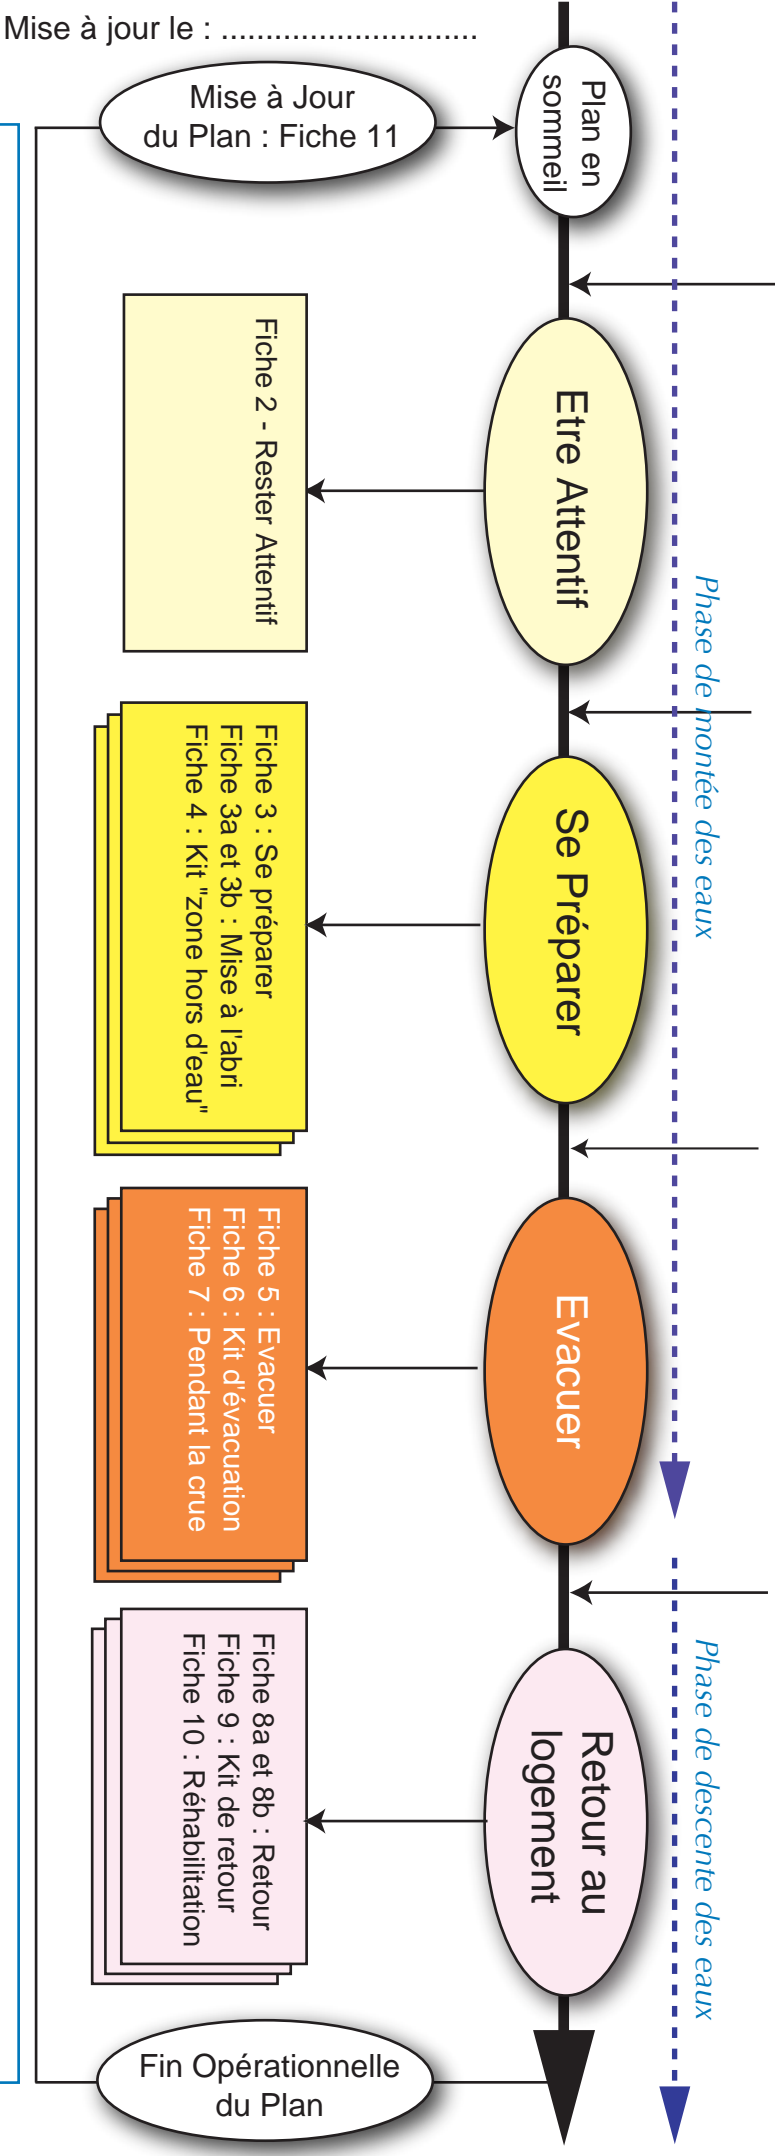 Mise à jour le : .............................
Mise à Jour
du Plan : Fiche 11
Plan en
sommeil
Phase de montée des eaux
Etre Attentif
Fiche 2 - Rester Attentif
Se Préparer
Fiche 3 : Se préparer
Fiche 3a et 3b : Mise à l'abri
Fiche 4 : Kit "zone hors d'eau"
Evacuer
Fiche 5 : Evacuer
Fiche 6 : Kit d'évacuation
Fiche 7 : Pendant la crue
Phase de descente des eaux
Retour au
logement
Fiche 8a et 8b : Retour
Fiche 9 : Kit de retour
Fiche 10 : Réhabilitation
Fin Opérationnelle
du Plan